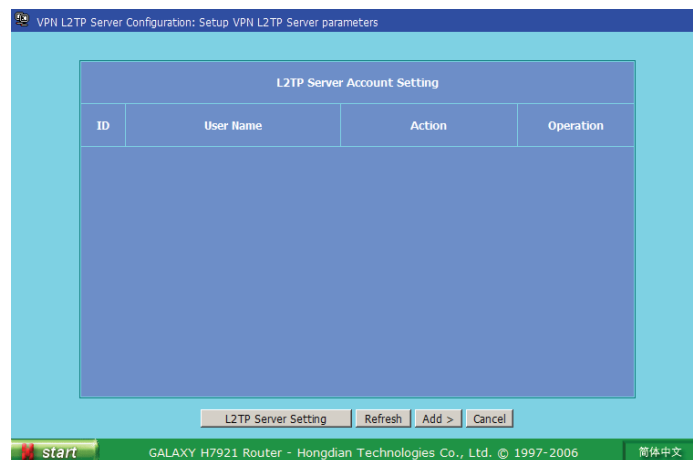 VPN L2TP Server Configuration: Setup VPN L2TP Server parameters
L2TP Server Account Setting
ID User Name Action Operation
L2TP Server Setting Refresh Add > Cancel
start GALAXY H7921 Router - Hongdian Technologies Co., Ltd. © 1997-2006 简体中文